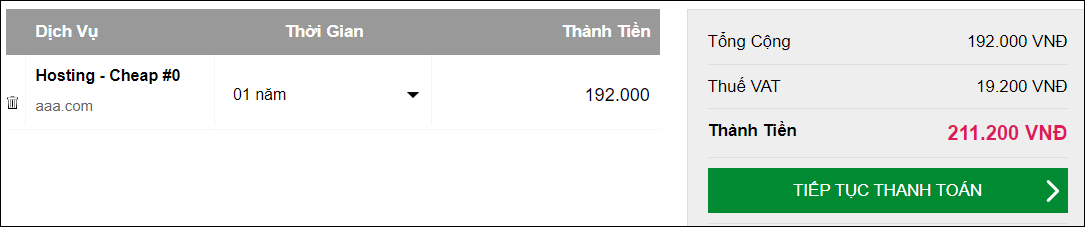 Dịch Vụ Thời Gian Thành Tiền
Hosting - Cheap #0
aaa.com
01 năm
192.000
Tổng Cộng 192.000 VNĐ
Thuế VAT 19.200 VNĐ
Thành Tiền 211.200 VNĐ
TIẾP TỤC THANH TOÁN